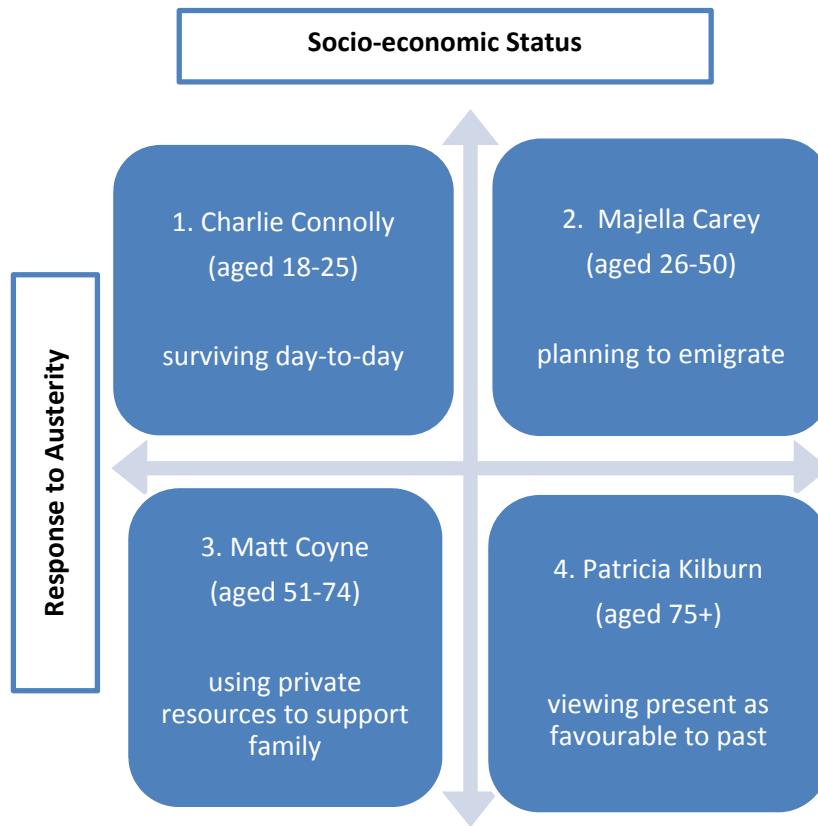 Socio-economic Status
1. Charlie Connolly
(aged 18-25)
surviving day-to-day
2. Majella Carey
(aged 26-50)
planning to emigrate
Response to Austerity
3. Matt Coyne
(aged 51-74)
using private
resources to support
family
4. Patricia Kilburn
(aged 75+)
viewing present as
favourable to past